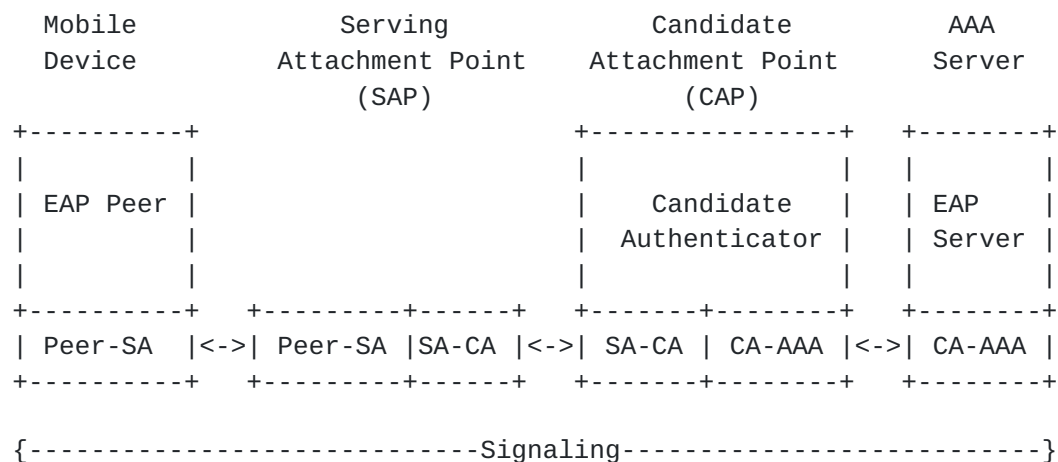 Mobile            Serving             Candidate          AAA
  Device        Attachment Point    Attachment Point      Server
                     (SAP)               (CAP)
+----------+                       +----------------+   +--------+
|          |                       |                |   |        |
| EAP Peer |                       |    Candidate   |   | EAP    |
|          |                       |  Authenticator |   | Server |
|          |                       |                |   |        |
+----------+   +---------+------+   +-------+--------+   +--------+
| Peer-SA  |<->| Peer-SA |SA-CA |<->| SA-CA | CA-AAA |<->| CA-AAA |
+----------+   +---------+------+   +-------+--------+   +--------+
{----------------------------Signaling--------------------------}